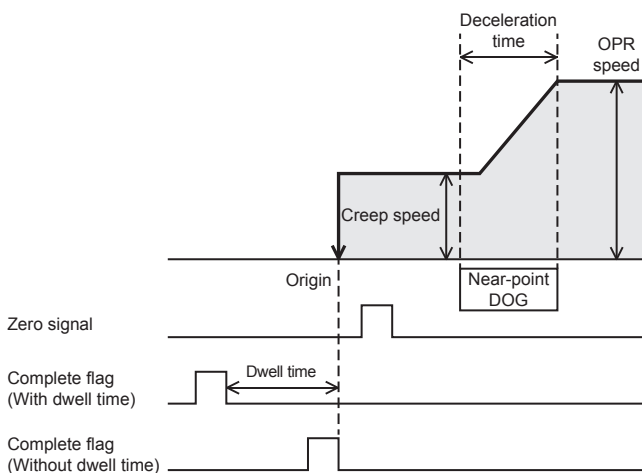 Deceleration
time
OPR
speed
Creep speed
Origin
Near-point
DOG
Zero signal
Complete flag
(With dwell time)
Dwell time
Complete flag
(Without dwell time)